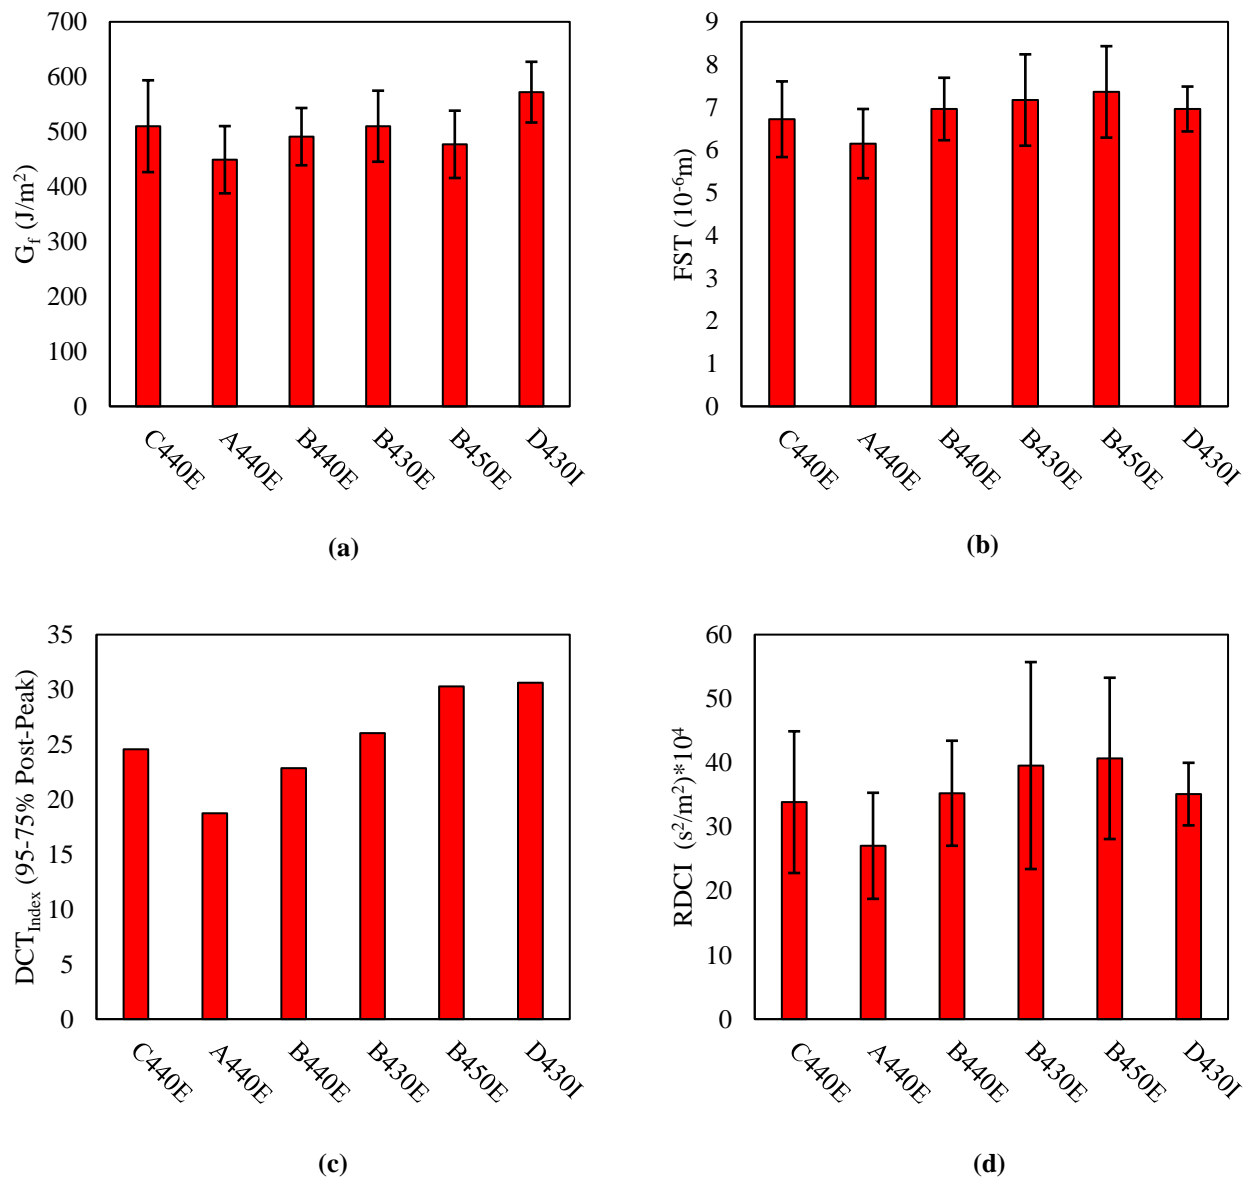 700
600
500
400
300
200
100
0
G_f (J/m²)
C440E
A440E
B440E
B430E
B450E
D430I
(a)
9
8
7
6
5
4
3
2
1
0
FST (10⁻⁶m)
C440E
A440E
B440E
B430E
B450E
D430I
(b)
35
30
25
20
15
10
5
0
DCT_Index (95-75% Post-Peak)
C440E
A440E
B440E
B430E
B450E
D430I
(c)
60
50
40
30
20
10
0
RDCI (s²/m²)*10⁴
C440E
A440E
B440E
B430E
B450E
D430I
(d)